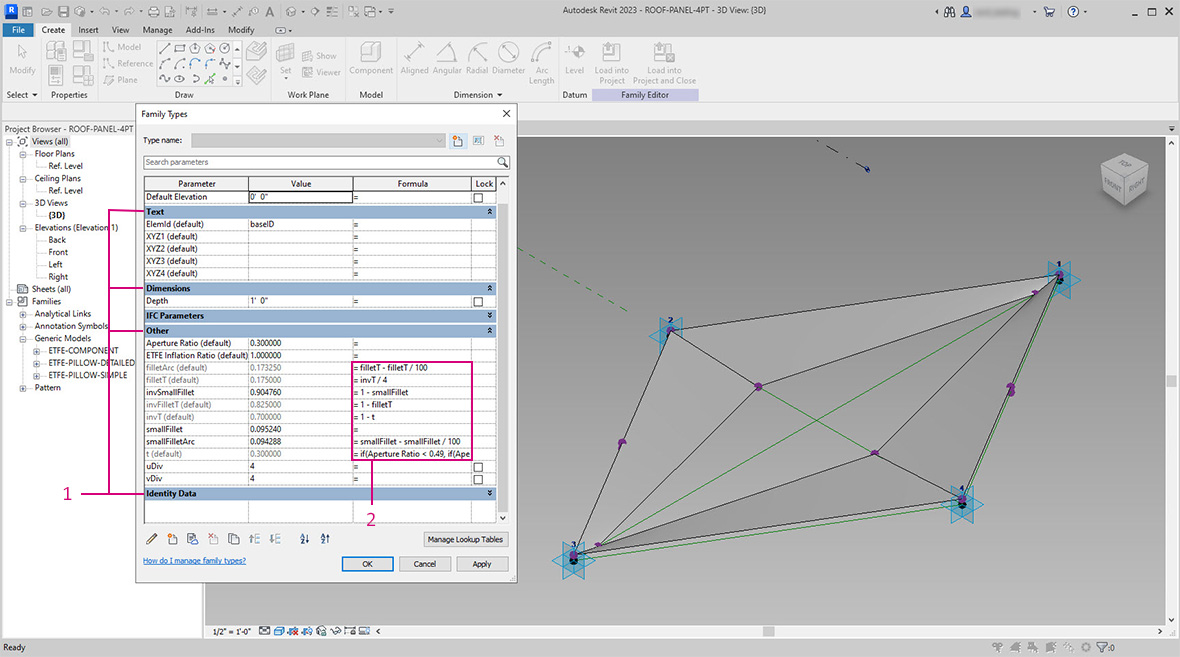 Autodesk Revit 2023 - ROOF-PANEL-4PT - 3D View: {3D}
File Create Insert View Manage Add-Ins Modify
Modify
Model
Reference
Plane
Set
Show
Viewer
Component
Aligned Angular Radial Diameter Arc Length
Level
Load into Project
Load into Project and Close
Select Properties Draw Work Plane Model Dimension Datum Family Editor
Project Browser - ROOF-PANEL-4PT
Views (all)
Floor Plans
Ref. Level
Ceiling Plans
Ref. Level
3D Views
{3D}
Elevations (Elevation 1)
Back
Front
Left
Right
Sheets (all)
Families
Analytical Links
Annotation Symbols
Generic Models
ETFE-COMPONENT
ETFE-PILLOW-DETAILED
ETFE-PILLOW-SIMPLE
Pattern
Family Types
Type name:
Search parameters
Parameter Value Formula Lock
Default Elevation 0' 0" =
Text
ElemId (default) baseID =
XYZ1 (default) =
XYZ2 (default) =
XYZ3 (default) =
XYZ4 (default) =
Dimensions
Depth 1' 0" =
IFC Parameters
Other
Aperture Ratio (default) 0.300000 =
ETFE Inflation Ratio (default) 1.000000 =
filletArc (default) 0.173250 = filletT - filletT / 100
filletT (default) 0.175000 = invT / 4
invSmallFillet 0.904760 = 1 - smallFillet
invFilletT (default) 0.825000 = 1 - filletT
invT (default) 0.700000 = 1 - t
smallFillet 0.095240 =
smallFilletArc 0.094288 = smallFillet - smallFillet / 100
t (default) 0.300000 = if(Aperture Ratio < 0.49, if(Ape
uDiv 4 =
vDiv 4 =
Identity Data
Manage Lookup Tables
How do I manage family types?
OK Cancel Apply
1
2
TOP
FRONT
RIGHT
1
2
3
4
1/2" = 1'-0"
Ready
:0